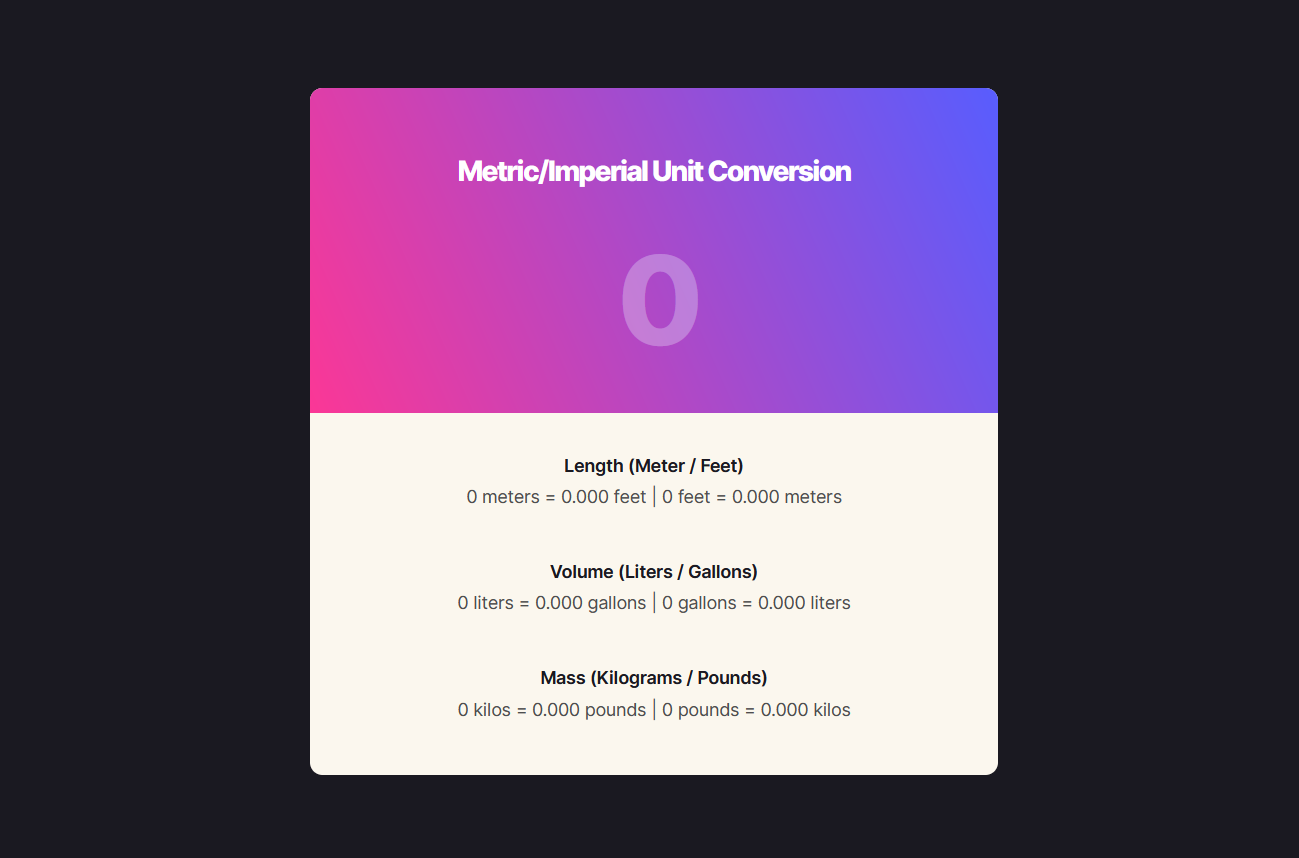 Metric/Imperial Unit Conversion
0
Length (Meter / Feet)
0 meters = 0.000 feet | 0 feet = 0.000 meters
Volume (Liters / Gallons)
0 liters = 0.000 gallons | 0 gallons = 0.000 liters
Mass (Kilograms / Pounds)
0 kilos = 0.000 pounds | 0 pounds = 0.000 kilos